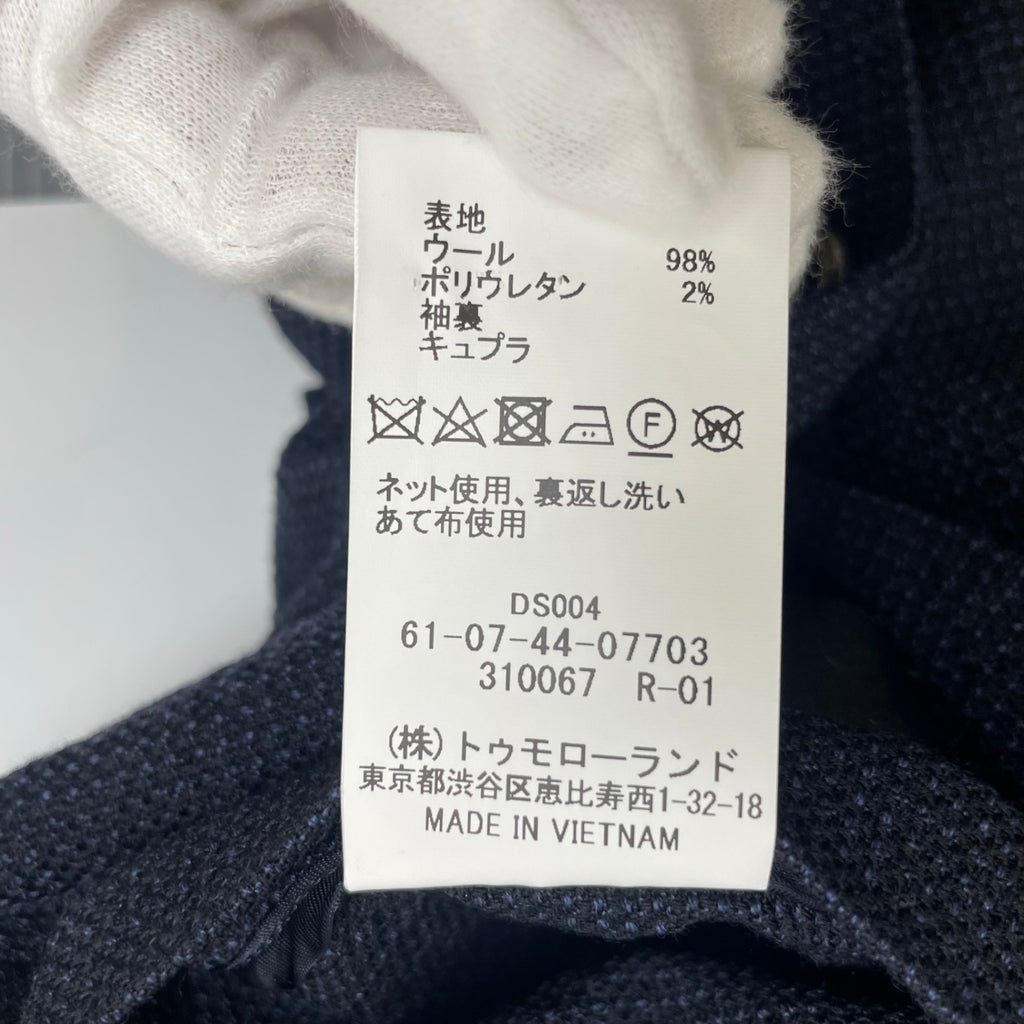 表地
ウール 98%
ポリウレタン 2%
袖裏
キュプラ
F W
ネット使用、裏返し洗い
あて布使用
DS004
61-07-44-07703
310067 R-01
(株)トゥモローランド
東京都渋谷区恵比寿西1-32-18
MADE IN VIETNAM